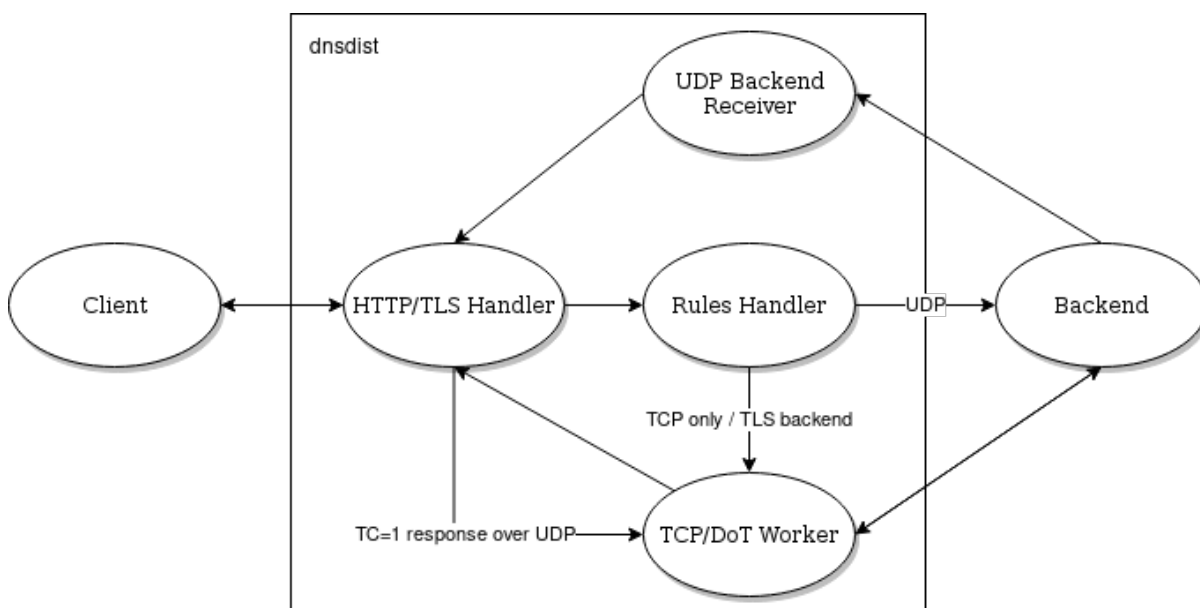 dnsdist
UDP Backend
Receiver
Client
HTTP/TLS Handler
Rules Handler
UDP
Backend
TCP only / TLS backend
TC=1 response over UDP
TCP/DoT Worker